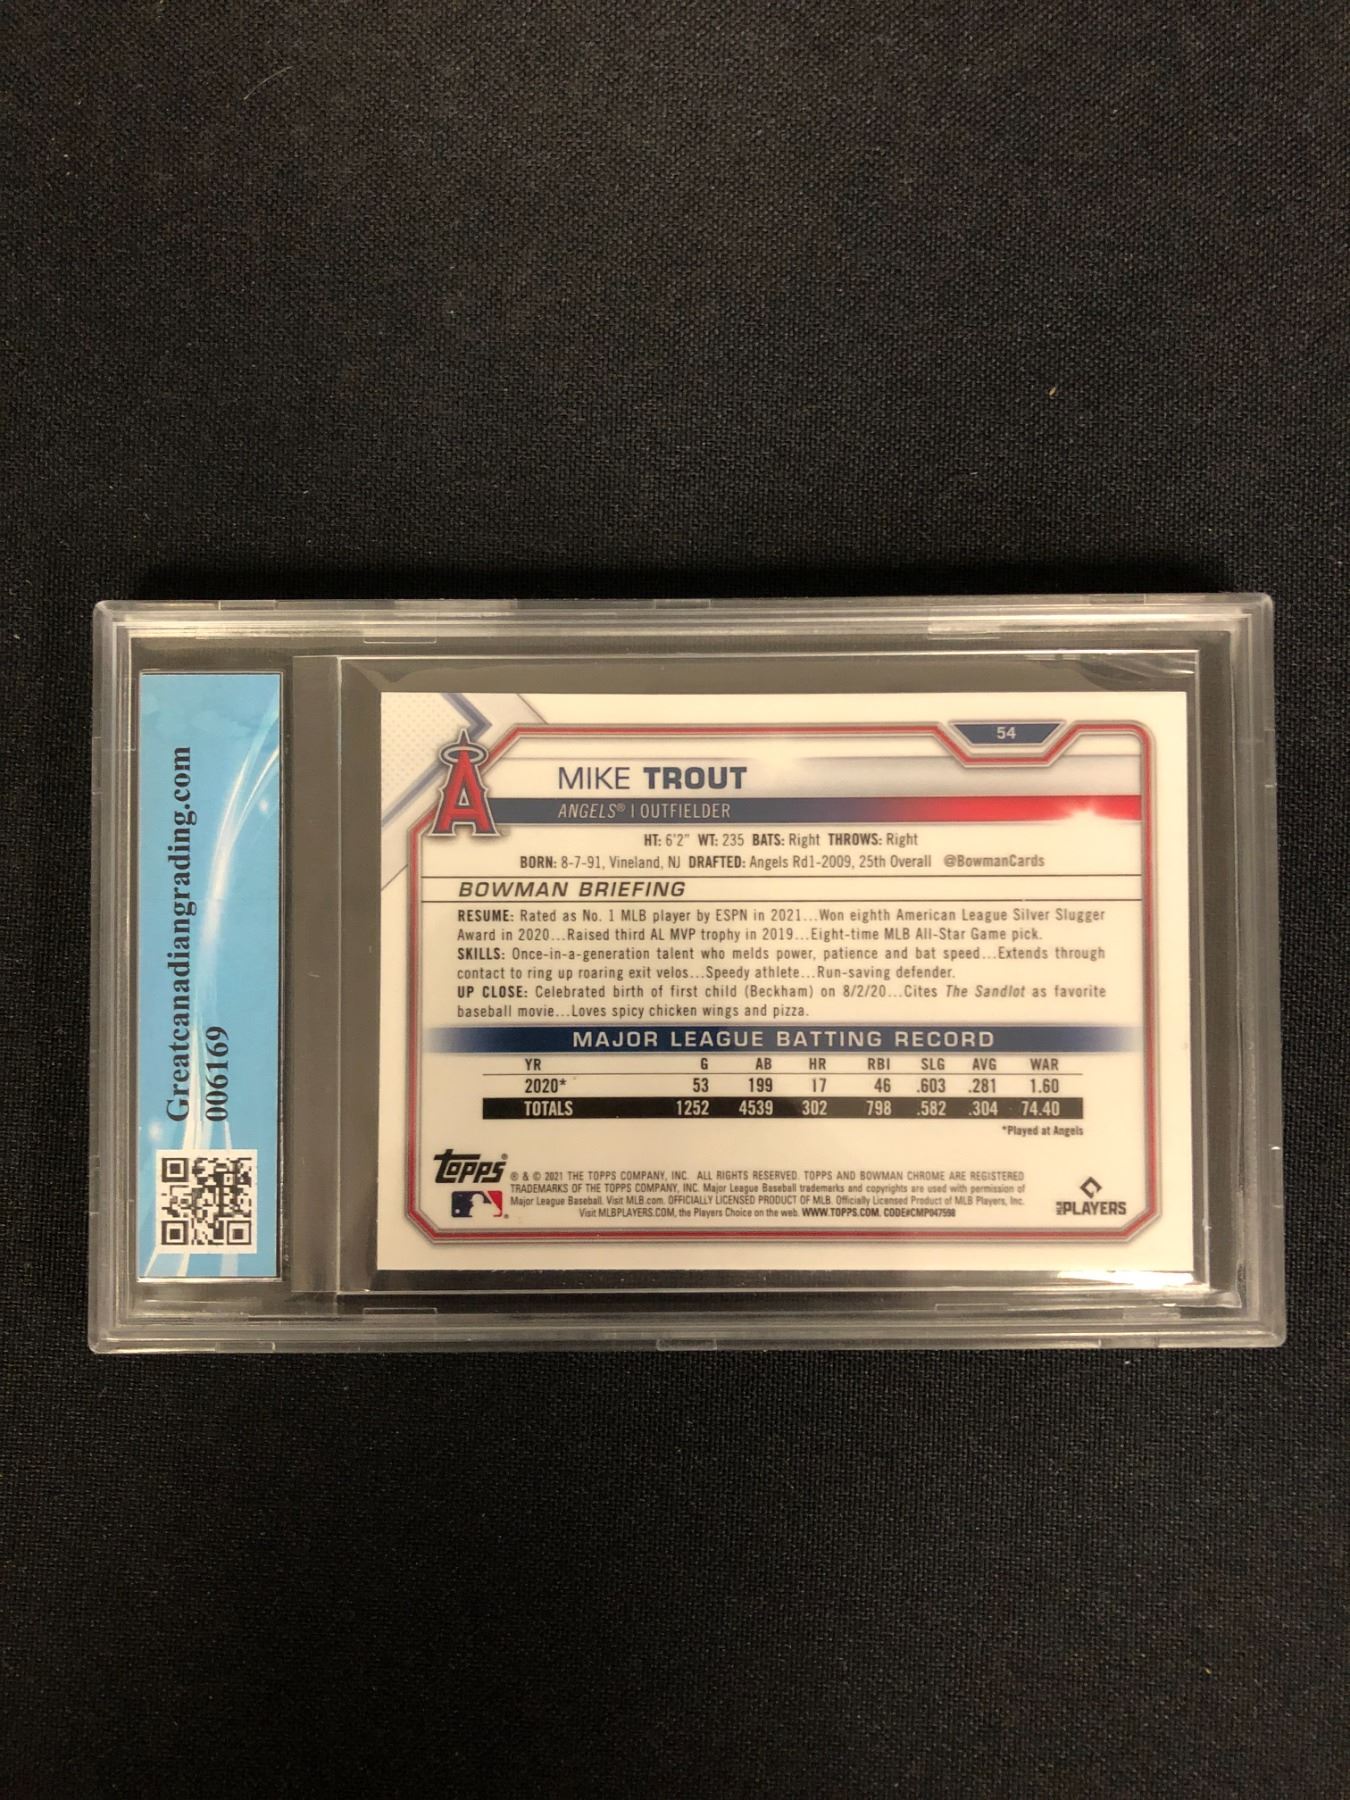 Greatcanadiangrading.com
006169
54
A
MIKE TROUT
ANGELS® | OUTFIELDER
HT: 6'2" WT: 235 BATS: Right THROWS: Right
BORN: 8-7-91, Vineland, NJ DRAFTED: Angels Rd1-2009, 25th Overall @BowmanCards
BOWMAN BRIEFING
RESUME: Rated as No. 1 MLB player by ESPN in 2021...Won eighth American League Silver Slugger
Award in 2020...Raised third AL MVP trophy in 2019...Eight-time MLB All-Star Game pick.
SKILLS: Once-in-a-generation talent who melds power, patience and bat speed...Extends through
contact to ring up roaring exit velos...Speedy athlete...Run-saving defender.
UP CLOSE: Celebrated birth of first child (Beckham) on 8/2/20...Cites The Sandlot as favorite
baseball movie...Loves spicy chicken wings and pizza.
MAJOR LEAGUE BATTING RECORD
YR G AB HR RBI SLG AVG WAR
2020* 53 199 17 46 .603 .281 1.60
TOTALS 1252 4539 302 798 .582 .304 74.40
*Played at Angels
Topps® ® & © 2021 THE TOPPS COMPANY, INC. ALL RIGHTS RESERVED. TOPPS AND BOWMAN CHROME ARE REGISTERED
TRADEMARKS OF THE TOPPS COMPANY, INC. Major League Baseball trademarks and copyrights are used with permission of
Major League Baseball. Visit MLB.com. OFFICIALLY LICENSED PRODUCT OF MLB. Officially Licensed Product of MLB Players, Inc.
Visit MLBPLAYERS.COM, the Players Choice on the web. WWW.TOPPS.COM. CODE#CMP047598
MLB PLAYERS